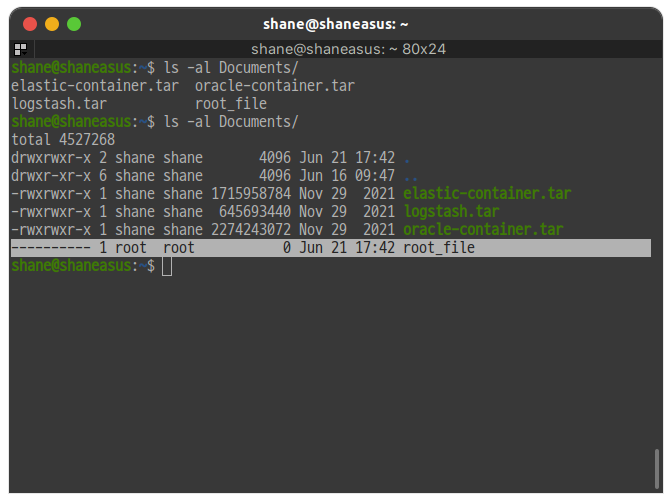 shane@shaneasus: ~
shane@shaneasus: ~ 80x24
shane@shaneasus:~$ ls -al Documents/
elastic-container.tar  oracle-container.tar
logstash.tar           root_file
shane@shaneasus:~$ ls -al Documents/
total 4527268
drwxrwxr-x 2 shane shane       4096 Jun 21 17:42 .
drwxr-xr-x 6 shane shane       4096 Jun 16 09:47 ..
-rwxrwxr-x 1 shane shane 1715958784 Nov 29  2021 elastic-container.tar
-rwxrwxr-x 1 shane shane  645693440 Nov 29  2021 logstash.tar
-rwxrwxr-x 1 shane shane 2274243072 Nov 29  2021 oracle-container.tar
---------- 1 root  root           0 Jun 21 17:42 root_file
shane@shaneasus:~$